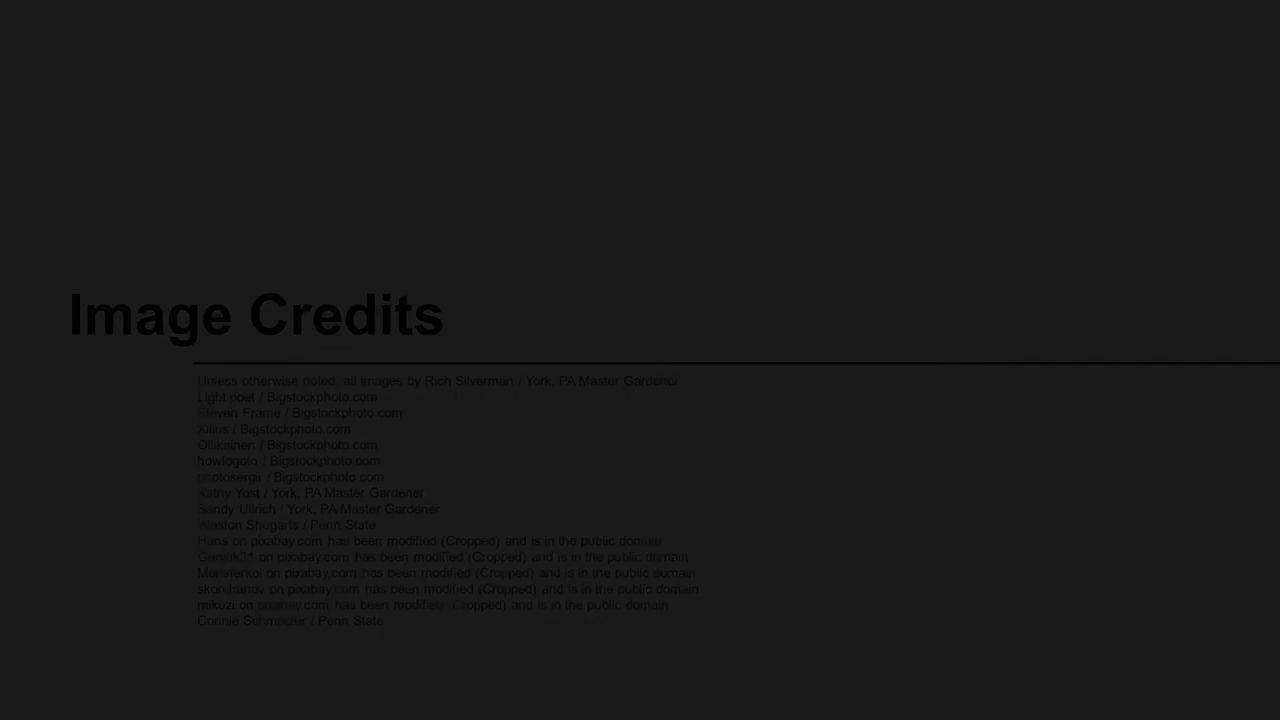 Image Credits
Unless otherwise noted, all images by Rich Silverman / York, PA Master Gardener
Light poet / Bigstockphoto.com
Steven Frame / Bigstockphoto.com
Xilius / Bigstockphoto.com
Ollikainen / Bigstockphoto.com
howtogoto / Bigstockphoto.com
photosergii / Bigstockphoto.com
Kathy Yost / York, PA Master Gardener
Sandy Ullrich / York, PA Master Gardener
Weston Shugarts / Penn State
Hans on pixabay.com has been modified (Cropped) and is in the public domain
on pixabay.com has been modified (Cropped) and is in the public domain
Monsterkoi on pixabay.com has been modified (Cropped) and is in the public domain
on pixabay.com has been modified (Cropped) and is in the public domain
mikuzi on pixabay.com has been modified (Cropped) and is in the public domain
Connie Schmotzer / Penn State